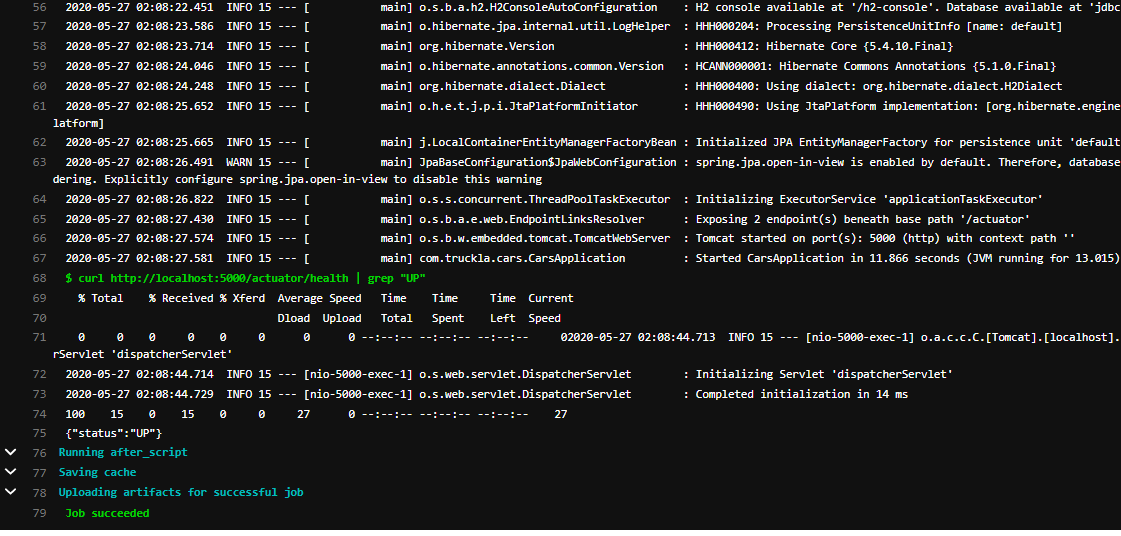 56 2020-05-27 02:08:22.451 INFO 15 --- [ main] o.s.b.a.h2.H2ConsoleAutoConfiguration : H2 console available at '/h2-console'. Database available at 'jdbc
57 2020-05-27 02:08:23.586 INFO 15 --- [ main] o.hibernate.jpa.internal.util.LogHelper : HHH000204: Processing PersistenceUnitInfo [name: default]
58 2020-05-27 02:08:23.714 INFO 15 --- [ main] org.hibernate.Version : HHH000412: Hibernate Core {5.4.10.Final}
59 2020-05-27 02:08:24.046 INFO 15 --- [ main] o.hibernate.annotations.common.Version : HCANN000001: Hibernate Commons Annotations {5.1.0.Final}
60 2020-05-27 02:08:24.248 INFO 15 --- [ main] org.hibernate.dialect.Dialect : HHH000400: Using dialect: org.hibernate.dialect.H2Dialect
61 2020-05-27 02:08:25.652 INFO 15 --- [ main] o.h.e.t.j.p.i.JtaPlatformInitiator : HHH000490: Using JtaPlatform implementation: [org.hibernate.engine
latform]
62 2020-05-27 02:08:25.665 INFO 15 --- [ main] j.LocalContainerEntityManagerFactoryBean : Initialized JPA EntityManagerFactory for persistence unit 'default
63 2020-05-27 02:08:26.491 WARN 15 --- [ main] JpaBaseConfiguration$JpaWebConfiguration : spring.jpa.open-in-view is enabled by default. Therefore, database
dering. Explicitly configure spring.jpa.open-in-view to disable this warning
64 2020-05-27 02:08:26.822 INFO 15 --- [ main] o.s.s.concurrent.ThreadPoolTaskExecutor : Initializing ExecutorService 'applicationTaskExecutor'
65 2020-05-27 02:08:27.430 INFO 15 --- [ main] o.s.b.a.e.web.EndpointLinksResolver : Exposing 2 endpoint(s) beneath base path '/actuator'
66 2020-05-27 02:08:27.574 INFO 15 --- [ main] o.s.b.w.embedded.tomcat.TomcatWebServer : Tomcat started on port(s): 5000 (http) with context path ''
67 2020-05-27 02:08:27.581 INFO 15 --- [ main] com.truckla.cars.CarsApplication : Started CarsApplication in 11.866 seconds (JVM running for 13.015)
68 $ curl http://localhost:5000/actuator/health | grep "UP"
69 % Total % Received % Xferd Average Speed Time Time Time Current
70 Dload Upload Total Spent Left Speed
71 0 0 0 0 0 0 0 0 --:--:-- --:--:-- --:--:-- 02020-05-27 02:08:44.713 INFO 15 --- [nio-5000-exec-1] o.a.c.c.C.[Tomcat].[localhost].
rServlet 'dispatcherServlet'
72 2020-05-27 02:08:44.714 INFO 15 --- [nio-5000-exec-1] o.s.web.servlet.DispatcherServlet : Initializing Servlet 'dispatcherServlet'
73 2020-05-27 02:08:44.729 INFO 15 --- [nio-5000-exec-1] o.s.web.servlet.DispatcherServlet : Completed initialization in 14 ms
74 100 15 0 15 0 0 27 0 --:--:-- --:--:-- --:--:-- 27
75 {"status":"UP"}
76 Running after_script
77 Saving cache
78 Uploading artifacts for successful job
79 Job succeeded